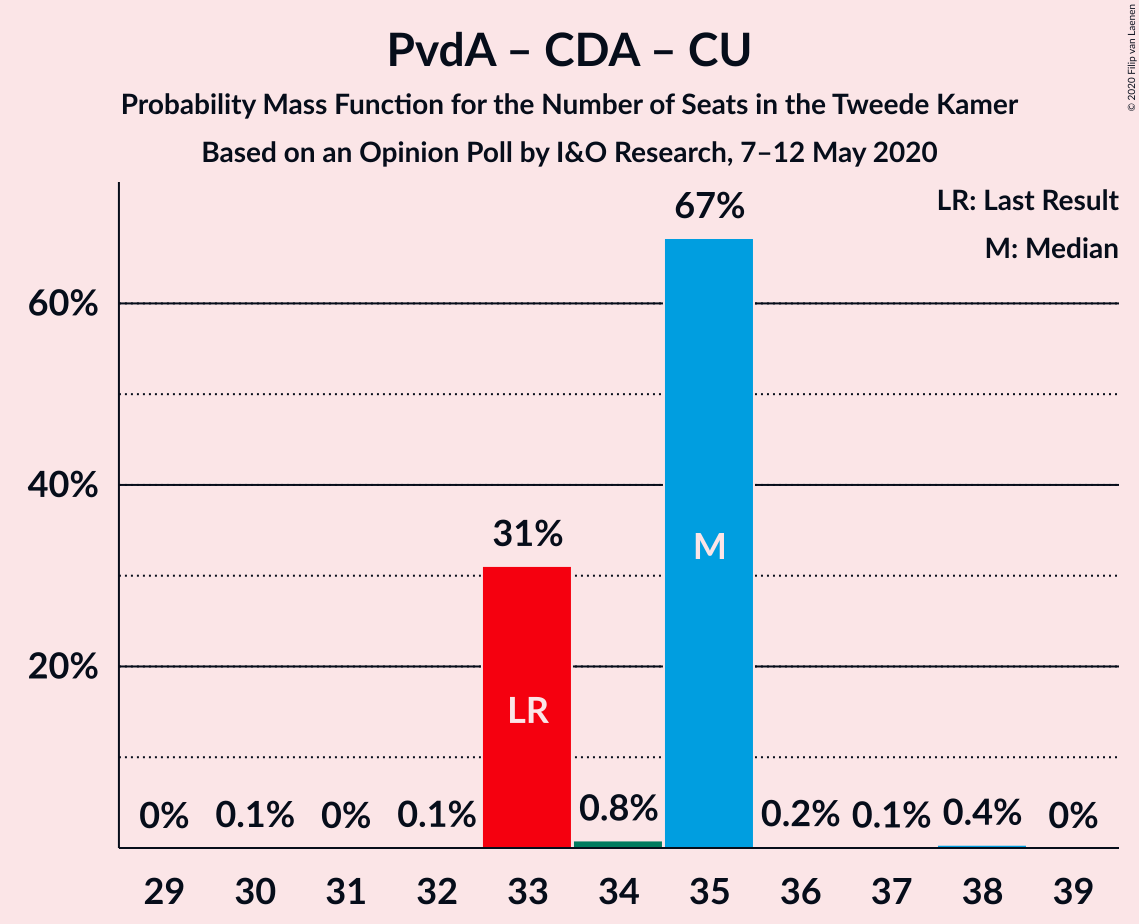 PvdA – CDA – CU
Probability Mass Function for the Number of Seats in the Tweede Kamer
Based on an Opinion Poll by I&O Research, 7–12 May 2020
© 2020 Filip van Laenen
LR: Last Result
M: Median
67%
60%
40%
31%
M
20%
LR
0% 0.1% 0% 0.1% 0.8% 0.2% 0.1% 0.4% 0%
29 30 31 32 33 34 35 36 37 38 39